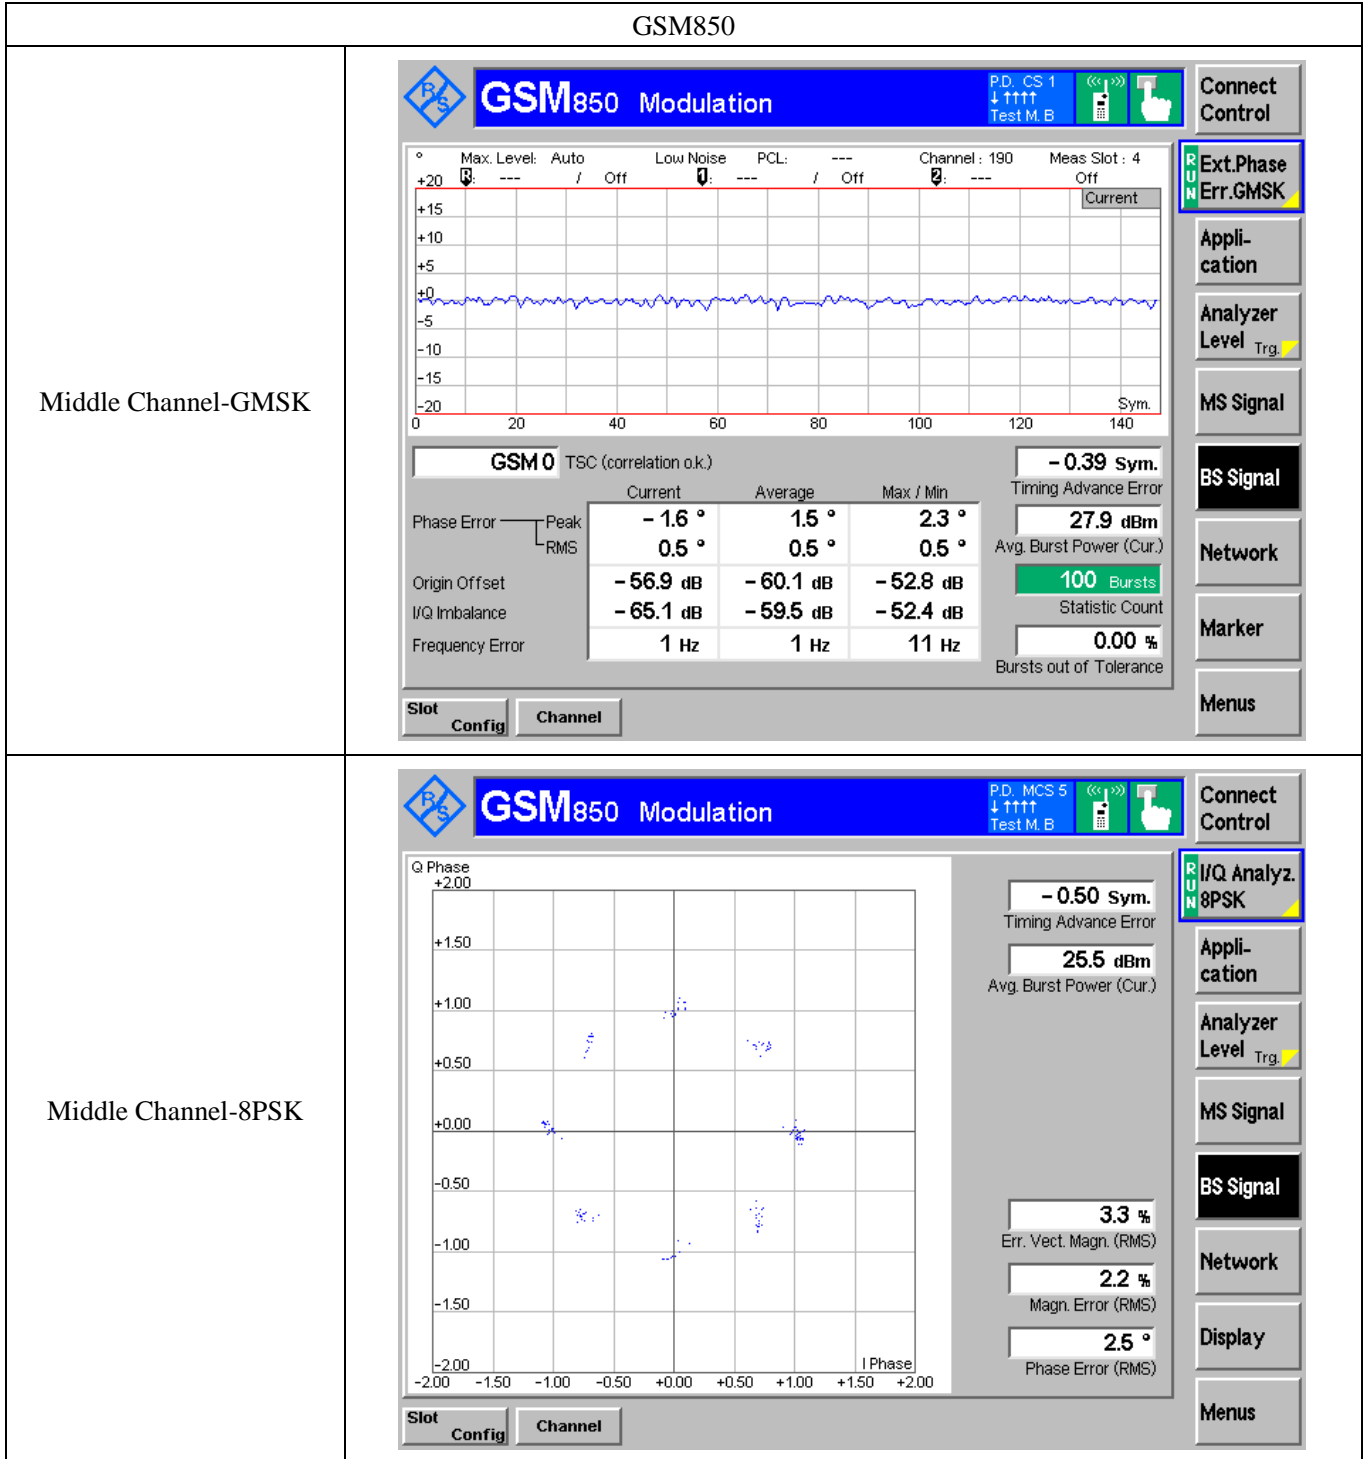 GSM850
Middle Channel-GMSK
R/S
GSM850 Modulation
P.D. CS 1
↓ ↑↑↑↑
Test M. B
Connect
Control
° Max. Level: Auto Low Noise PCL: --- Channel : 190 Meas Slot : 4
R: --- / Off 1: --- / Off 2: --- Off
Current
+20
+15
+10
+5
+0
-5
-10
-15
-20
Sym.
0 20 40 60 80 100 120 140
RUN
Ext.Phase
Err.GMSK
Appli-
cation
Analyzer
Level Trg.
MS Signal
BS Signal
Network
Marker
Menus
GSM 0 TSC (correlation o.k.)
Current Average Max / Min
Phase Error Peak - 1.6 ° 1.5 ° 2.3 °
RMS 0.5 ° 0.5 ° 0.5 °
Origin Offset - 56.9 dB - 60.1 dB - 52.8 dB
I/Q Imbalance - 65.1 dB - 59.5 dB - 52.4 dB
Frequency Error 1 Hz 1 Hz 11 Hz
- 0.39 Sym.
Timing Advance Error
27.9 dBm
Avg. Burst Power (Cur.)
100 Bursts
Statistic Count
0.00 %
Bursts out of Tolerance
Slot
Config
Channel
Middle Channel-8PSK
R/S
GSM850 Modulation
P.D. MCS 5
↓ ↑↑↑↑
Test M. B
Connect
Control
Q Phase
+2.00
+1.50
+1.00
+0.50
+0.00
-0.50
-1.00
-1.50
-2.00
I Phase
-2.00 -1.50 -1.00 -0.50 +0.00 +0.50 +1.00 +1.50 +2.00
- 0.50 Sym.
Timing Advance Error
25.5 dBm
Avg. Burst Power (Cur.)
3.3 %
Err. Vect. Magn. (RMS)
2.2 %
Magn. Error (RMS)
2.5 °
Phase Error (RMS)
RUN
I/Q Analyz.
8PSK
Appli-
cation
Analyzer
Level Trg.
MS Signal
BS Signal
Network
Display
Menus
Slot
Config
Channel